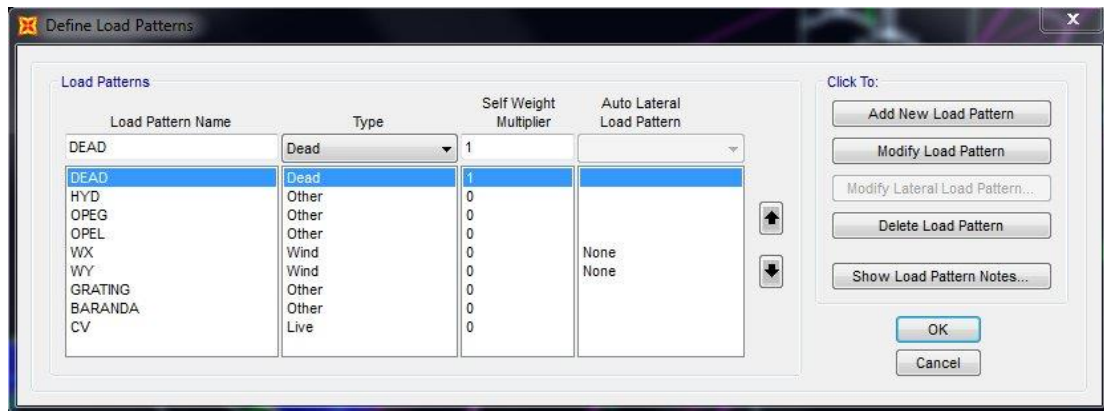 Define Load Patterns
X
Load Patterns
Load Pattern Name Type Self Weight Multiplier Auto Lateral Load Pattern
DEAD Dead 1
DEAD Dead 1
HYD Other 0
OPEG Other 0
OPEL Other 0
WX Wind 0 None
WY Wind 0 None
GRATING Other 0
BARANDA Other 0
CV Live 0
Click To:
Add New Load Pattern
Modify Load Pattern
Modify Lateral Load Pattern...
Delete Load Pattern
Show Load Pattern Notes...
OK
Cancel